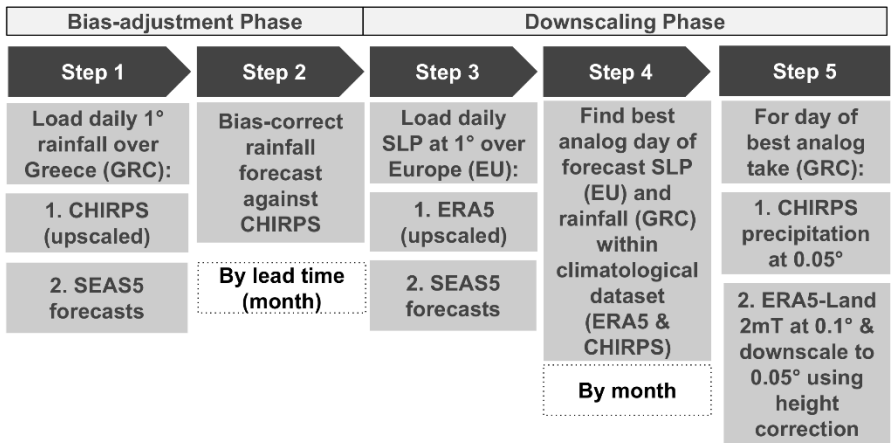 Bias-adjustment Phase
Downscaling Phase
Step 1
Step 2
Step 3
Step 4
Step 5
Load daily 1°
rainfall over
Greece (GRC):
1. CHIRPS
(upscaled)
2. SEAS5
forecasts
Bias-correct
rainfall
forecast
against
CHIRPS
By lead time
(month)
Load daily
SLP at 1° over
Europe (EU):
1. ERA5
(upscaled)
2. SEAS5
forecasts
Find best
analog day of
forecast SLP
(EU) and
rainfall (GRC)
within
climatological
dataset
(ERA5 &
CHIRPS)
By month
For day of
best analog
take (GRC):
1. CHIRPS
precipitation
at 0.05°
2. ERA5-Land
2mT at 0.1° &
downscale to
0.05° using
height
correction